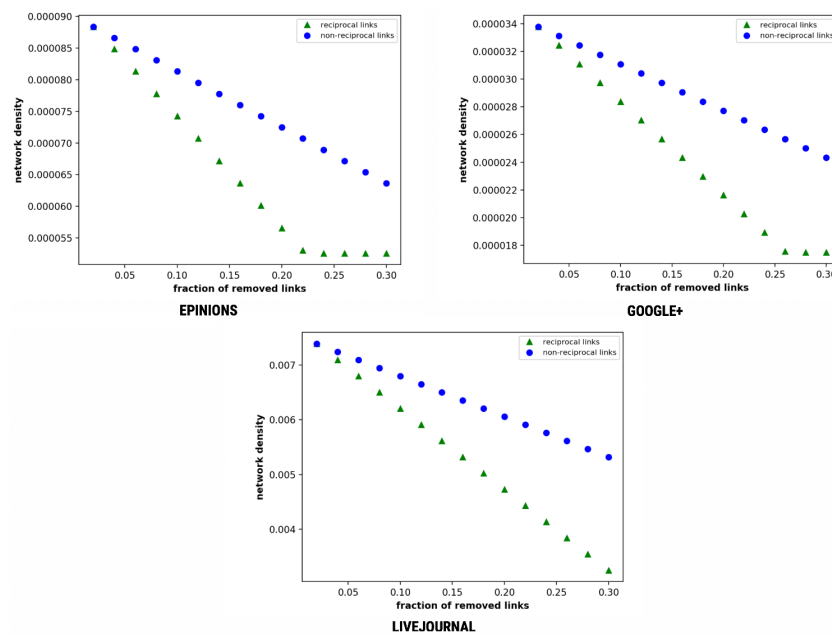 reciprocal links
non-reciprocal links
network density
0.000090
0.000085
0.000080
0.000075
0.000070
0.000065
0.000060
0.000055
0.05 0.10 0.15 0.20 0.25 0.30
fraction of removed links
EPINIONS
reciprocal links
non-reciprocal links
network density
0.000034
0.000032
0.000030
0.000028
0.000026
0.000024
0.000022
0.000020
0.000018
0.05 0.10 0.15 0.20 0.25 0.30
fraction of removed links
GOOGLE+
reciprocal links
non-reciprocal links
network density
0.007
0.006
0.005
0.004
0.05 0.10 0.15 0.20 0.25 0.30
fraction of removed links
LIVEJOURNAL